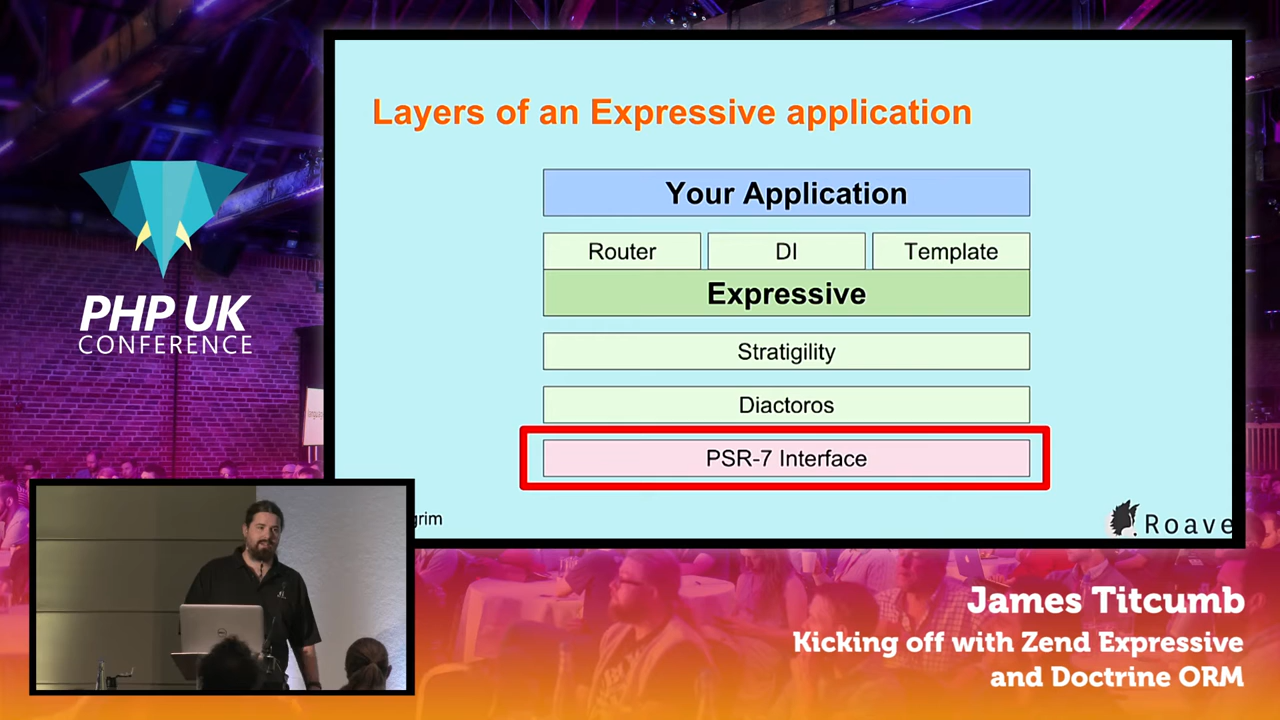 Layers of an Expressive application
Your Application
Router DI Template
Expressive
Stratigility
Diactoros
PSR-7 Interface
grim
Roave
PHP UK
CONFERENCE
James Titcumb
Kicking off with Zend Expressive
and Doctrine ORM